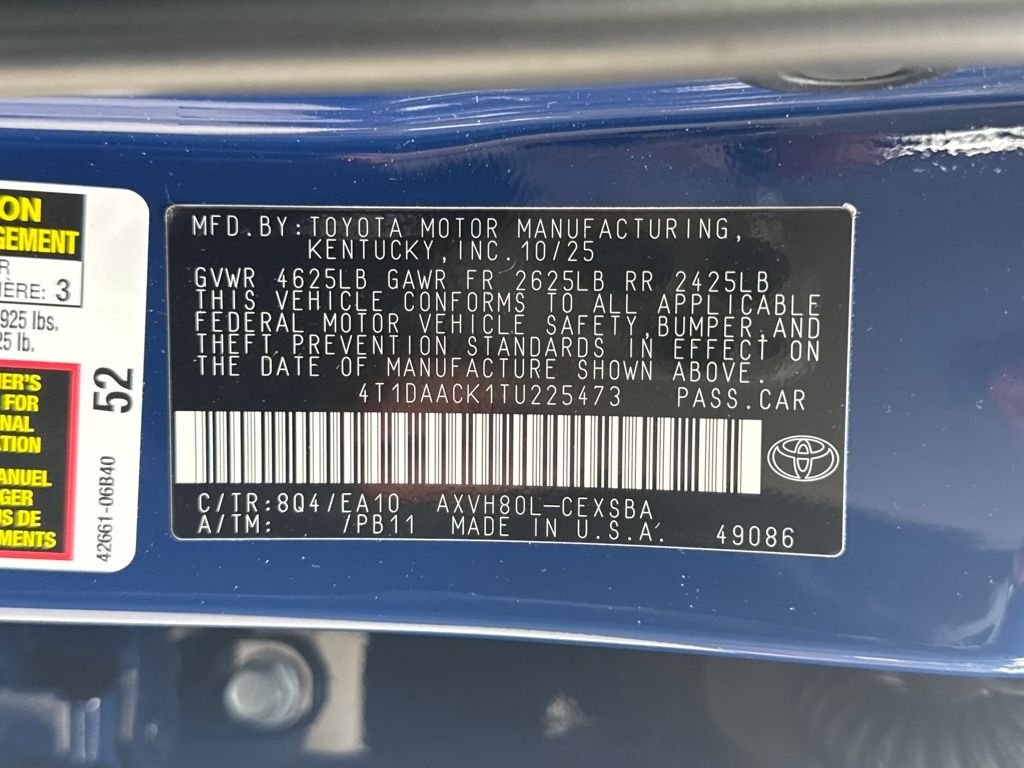 ON
GEMENT
R
IÈRE: 3
925 lbs.
25 lb.
ER'S
FOR
NAL
TION
ANUEL
GER
US DE
MENTS
52
42661-06B40
MFD.BY:TOYOTA MOTOR MANUFACTURING,
KENTUCKY,INC.10/25
GVWR 4625LB GAWR FR 2625LB RR 2425LB
THIS VEHICLE CONFORMS TO ALL APPLICABLE
FEDERAL MOTOR VEHICLE SAFETY,BUMPER,AND
THEFT PREVENTION STANDARDS IN EFFECT ON
THE DATE OF MANUFACTURE SHOWN ABOVE.
4T1DAACK1TU225473 PASS.CAR
C/TR:8Q4/EA10 AXVH80L-CEXSBA
A/TM: /PB11 MADE IN U.S.A. 49086